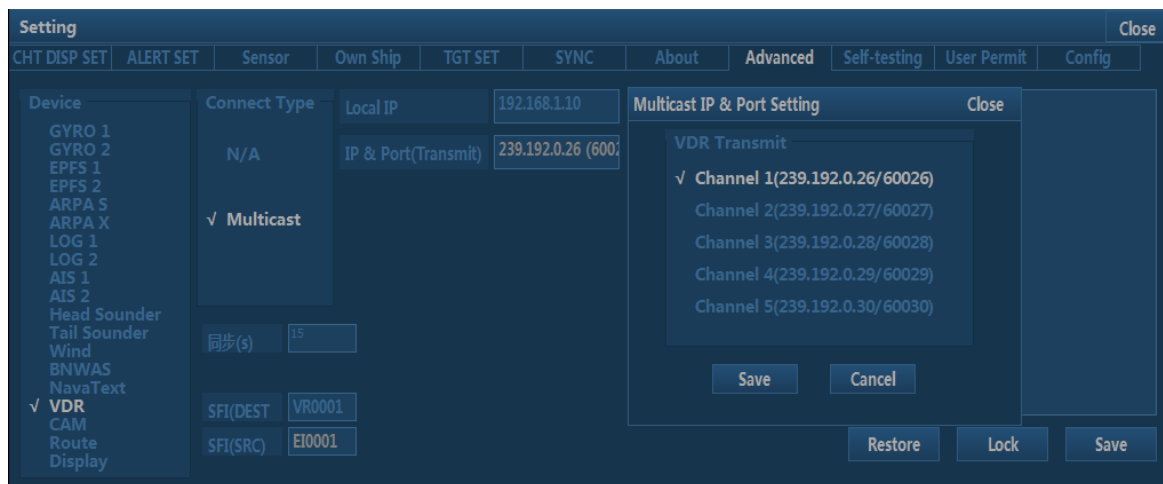 Setting
Close
CHT DISP SET
ALERT SET
Sensor
Own Ship
TGT SET
SYNC
About
Advanced
Self-testing
User Permit
Config
Device
GYRO 1
GYRO 2
EPFS 1
EPFS 2
ARPA S
ARPA X
LOG 1
LOG 2
AIS 1
AIS 2
Head Sounder
Tail Sounder
Wind
BNWAS
NavaText
√ VDR
CAM
Route
Display
Connect Type
N/A
√ Multicast
Local IP
192.168.1.10
IP & Port(Transmit)
239.192.0.26 (6002
同步(s)
15
SFI(DEST
VR0001
SFI(SRC)
EI0001
Multicast IP & Port Setting
Close
VDR Transmit
√ Channel 1(239.192.0.26/60026)
Channel 2(239.192.0.27/60027)
Channel 3(239.192.0.28/60028)
Channel 4(239.192.0.29/60029)
Channel 5(239.192.0.30/60030)
Save
Cancel
Restore
Lock
Save